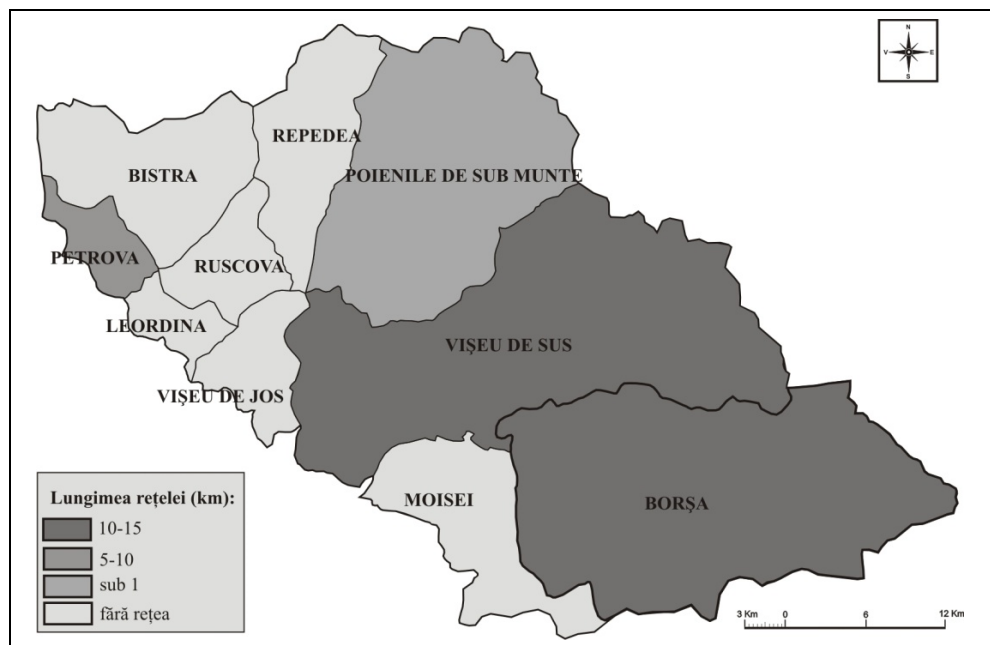 N
V E
S
REPEDEA
BISTRA
POIENILE DE SUB MUNTE
PETROVA
RUSCOVA
LEORDINA
VIȘEU DE SUS
VIȘEU DE JOS
MOISEI
BORȘA
Lungimea rețelei (km):
10-15
5-10
sub 1
fără rețea
3 Km 0 6 12 Km